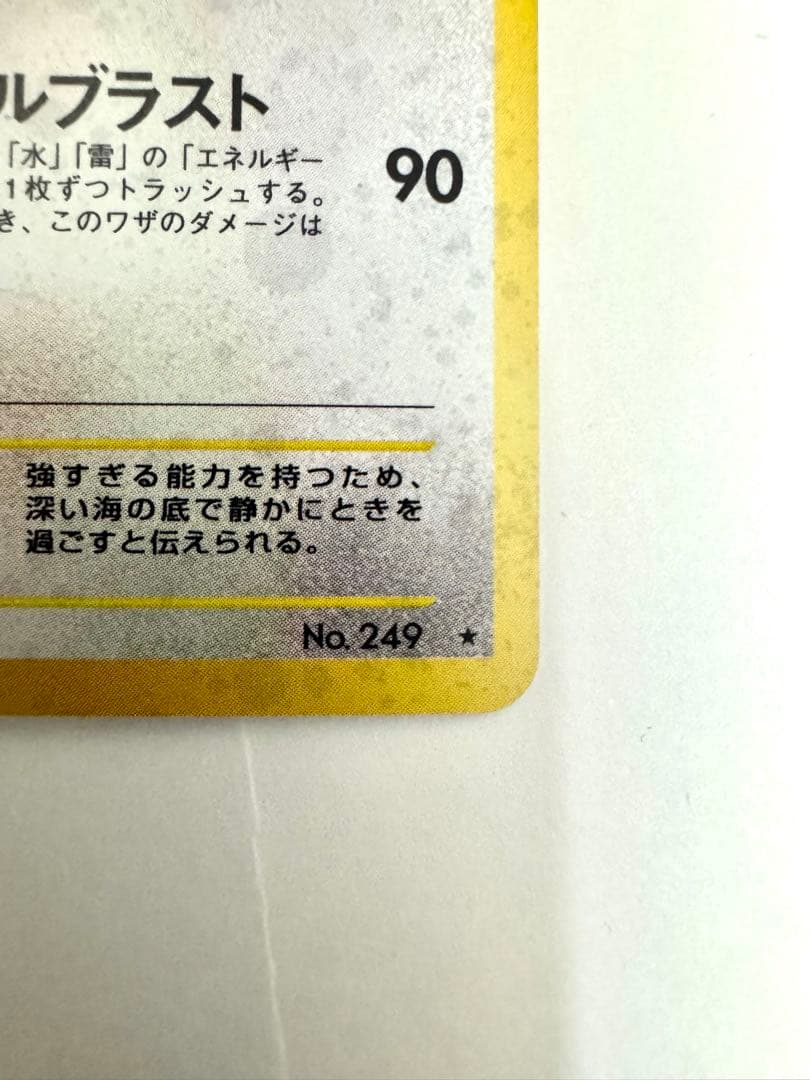 ルブラスト
「水」「雷」の「エネルギー
1枚ずつトラッシュする。
き、このワザのダメージは
90
強すぎる能力を持つため、
深い海の底で静かにときを
過ごすと伝えられる。
No. 249 ★